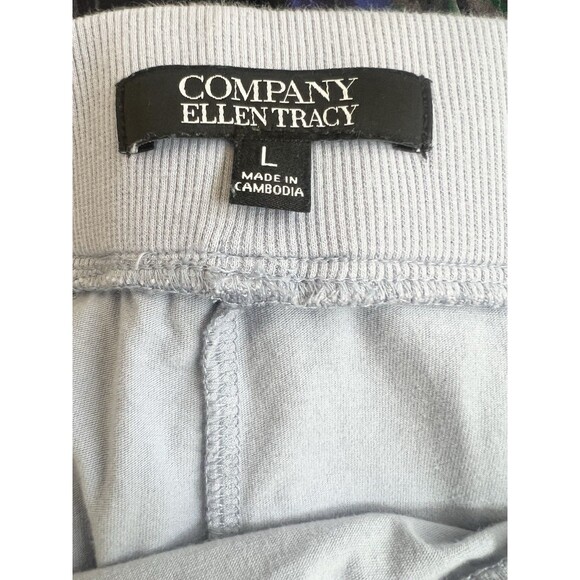 COMPANY
ELLEN TRACY
L
MADE IN
CAMBODIA